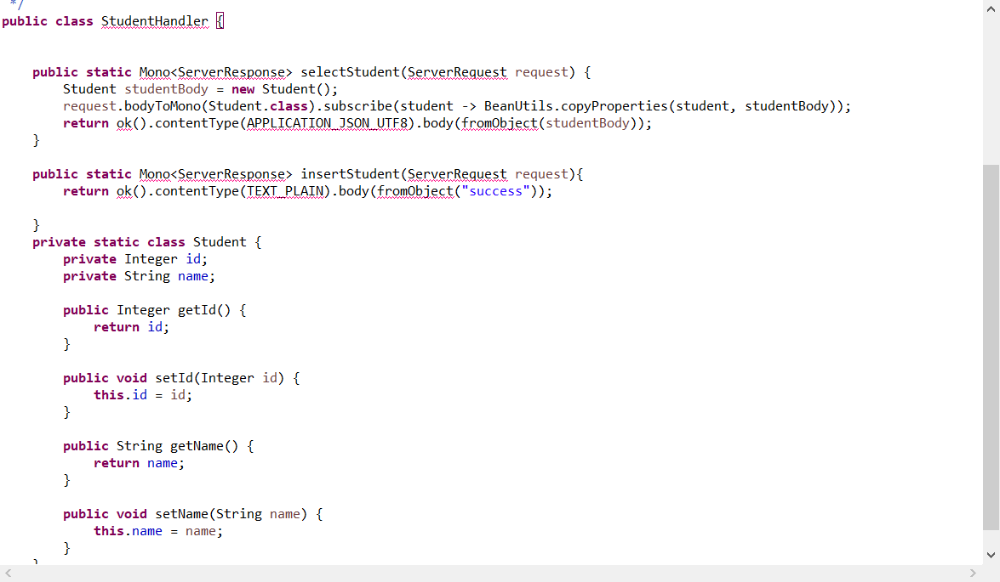 */
public class StudentHandler {
public static Mono<ServerResponse> selectStudent(ServerRequest request) {
Student studentBody = new Student();
request.bodyToMono(Student.class).subscribe(student -> BeanUtils.copyProperties(student, studentBody));
return ok().contentType(APPLICATION_JSON_UTF8).body(fromObject(studentBody));
}
public static Mono<ServerResponse> insertStudent(ServerRequest request){
return ok().contentType(TEXT_PLAIN).body(fromObject("success"));
}
private static class Student {
private Integer id;
private String name;
public Integer getId() {
return id;
}
public void setId(Integer id) {
this.id = id;
}
public String getName() {
return name;
}
public void setName(String name) {
this.name = name;
}
}